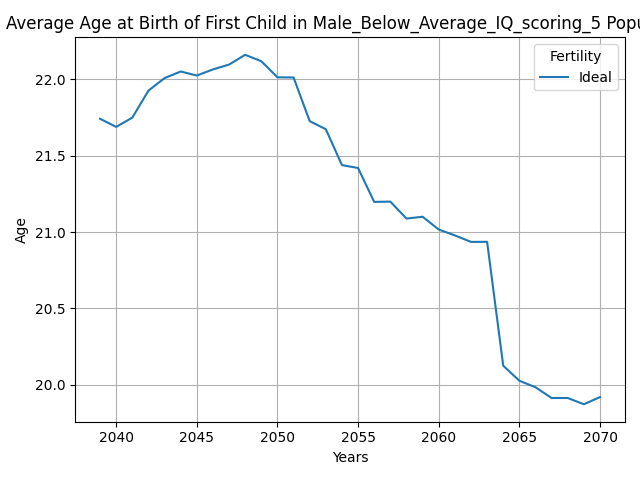 Average Age at Birth of First Child in Male_Below_Average_IQ_scoring_5 Popu
Fertility
Ideal
22.0
21.5
21.0
20.5
20.0
Age
2040 2045 2050 2055 2060 2065 2070
Years